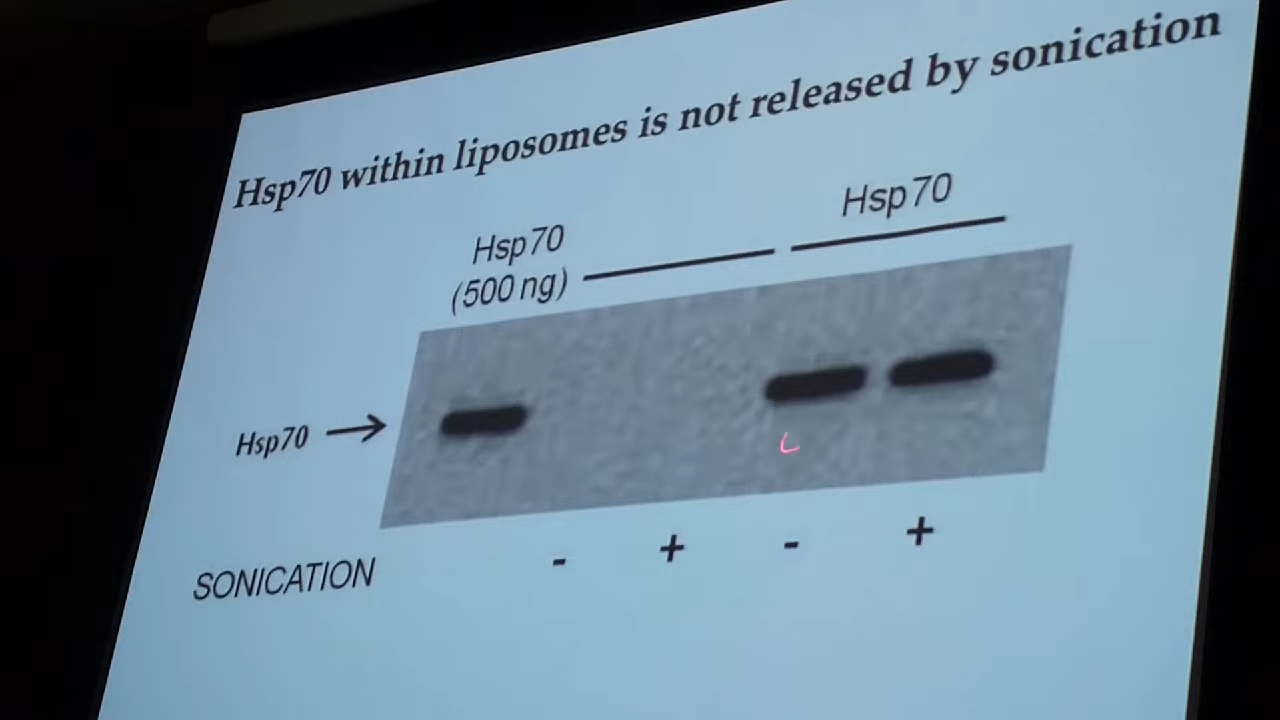 Hsp70 within liposomes is not released by sonication
Hsp70
(500 ng)
Hsp70
Hsp70
SONICATION - + - +